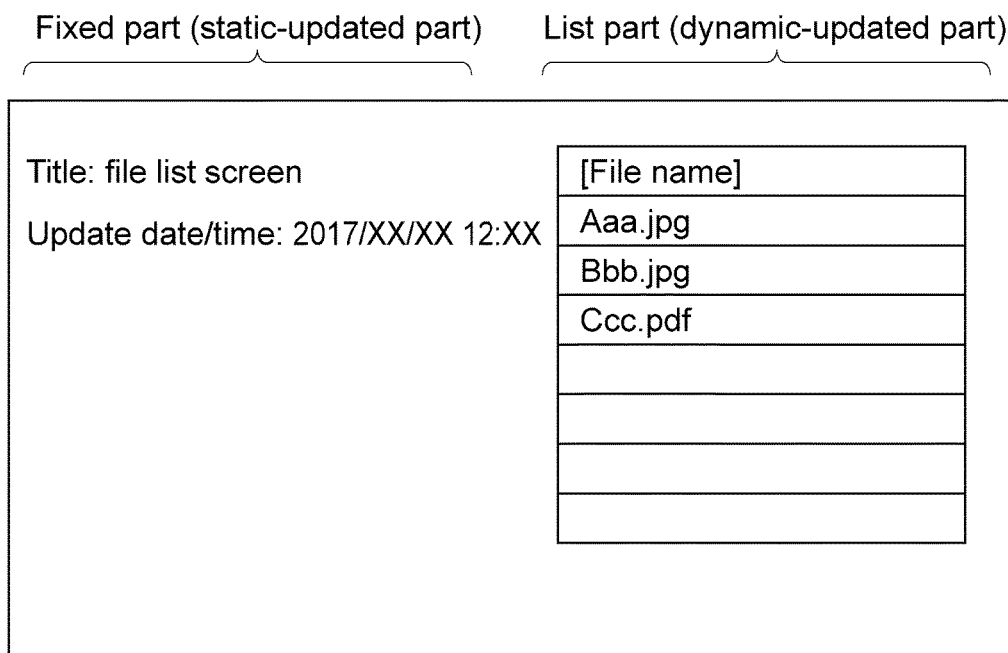 Fixed part (static-updated part)
List part (dynamic-updated part)
Title: file list screen
Update date/time: 2017/XX/XX 12:XX
[File name]
Aaa.jpg
Bbb.jpg
Ccc.pdf